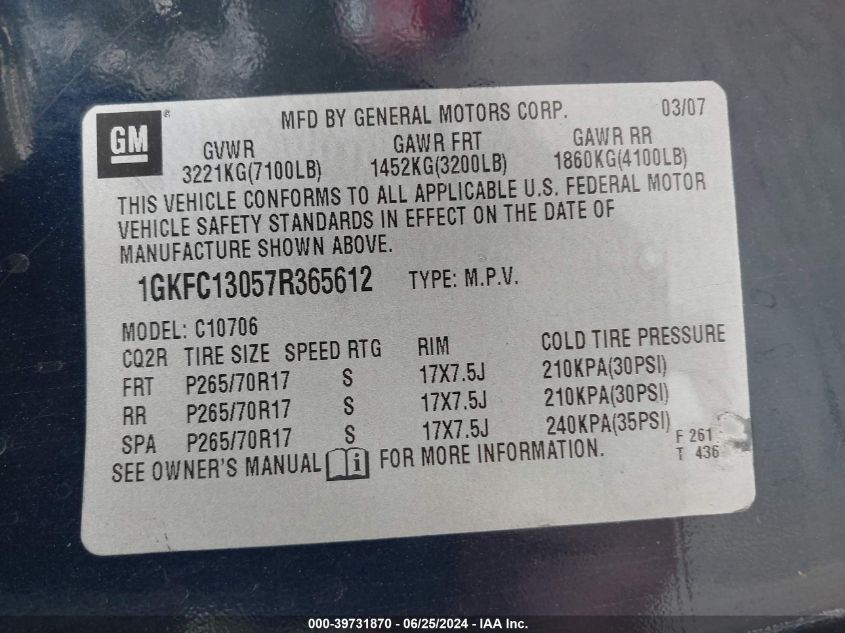 GM
®
MFD BY GENERAL MOTORS CORP. 03/07
GVWR GAWR FRT GAWR RR
3221KG(7100LB) 1452KG(3200LB) 1860KG(4100LB)
THIS VEHICLE CONFORMS TO ALL APPLICABLE U.S. FEDERAL MOTOR
VEHICLE SAFETY STANDARDS IN EFFECT ON THE DATE OF
MANUFACTURE SHOWN ABOVE.
1GKFC13057R365612 TYPE: M.P.V.
MODEL: C10706
CQ2R TIRE SIZE SPEED RTG RIM COLD TIRE PRESSURE
FRT P265/70R17 S 17X7.5J 210KPA(30PSI)
RR P265/70R17 S 17X7.5J 210KPA(30PSI)
SPA P265/70R17 S 17X7.5J 240KPA(35PSI)
F 261
T 436
SEE OWNER'S MANUAL i FOR MORE INFORMATION.
000-39731870 - 06/25/2024 - IAA Inc.